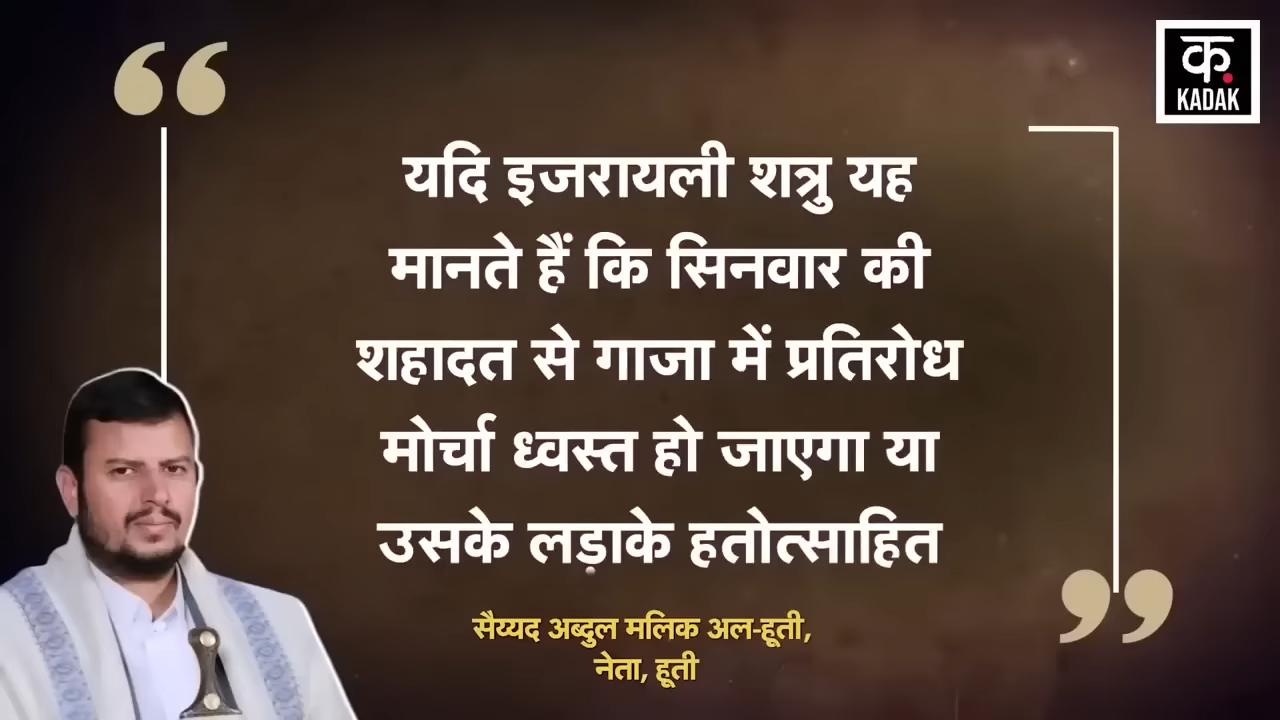 क
KADAK
यदि इजरायली शत्रु यह
मानते हैं कि सिनवार की
शहादत से गाजा में प्रतिरोध
मोर्चा ध्वस्त हो जाएगा या
उसके लड़ाके हतोत्साहित
सैय्यद अब्दुल मलिक अल-हूती,
नेता, हूती